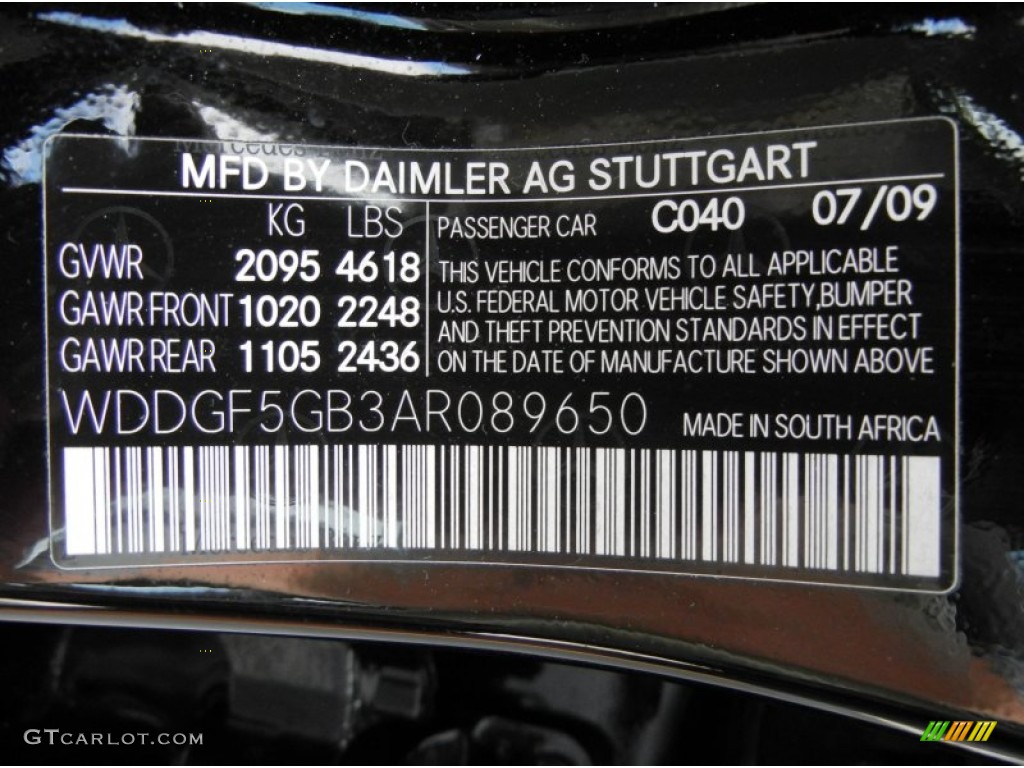 MFD BY DAIMLER AG STUTTGART
KG LBS
GVWR 2095 4618
GAWR FRONT 1020 2248
GAWR REAR 1105 2436
PASSENGER CAR C040 07/09
THIS VEHICLE CONFORMS TO ALL APPLICABLE
U.S. FEDERAL MOTOR VEHICLE SAFETY,BUMPER
AND THEFT PREVENTION STANDARDS IN EFFECT
ON THE DATE OF MANUFACTURE SHOWN ABOVE
WDDGF5GB3AR089650 MADE IN SOUTH AFRICA
GTCARLOT.COM